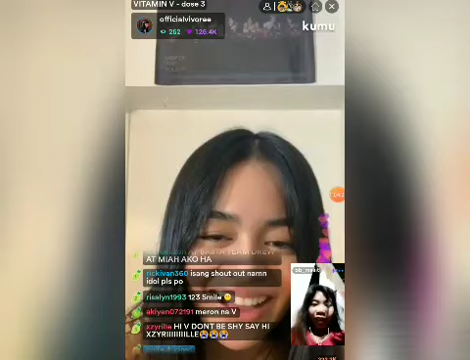 VITAMIN V - dose 3
officialvivoree
252 126.4K
kumu
AT MIAH AKO HA
rickivan360 isang shout out namn
idol pls po
risalyn1993 123 Smile
akiyan072191 meron na V
xzyrille HI V DONT BE SHY SAY HI
XZYRIIIIIIIILLE